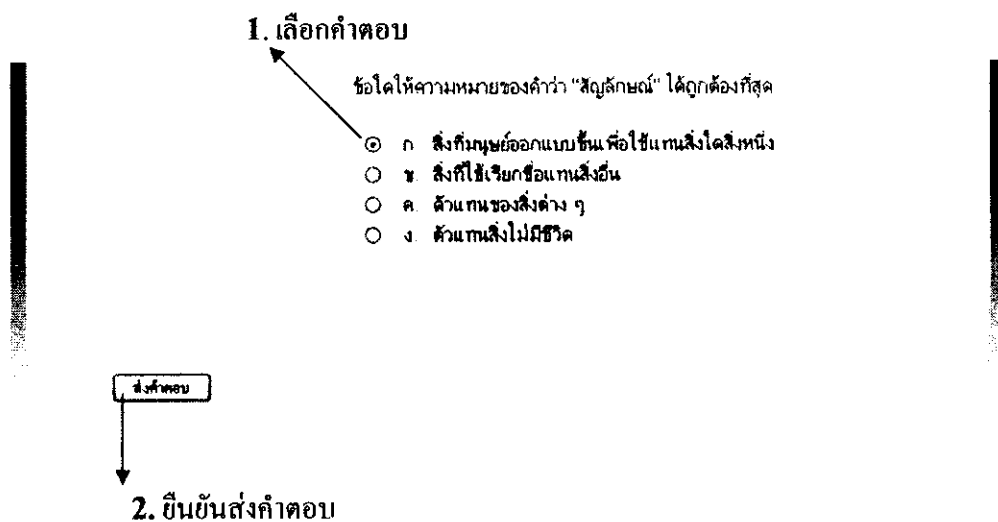 1. เลือกคำตอบ
ข้อใดให้ความหมายของคำว่า "สัญลักษณ์" ได้ถูกต้องที่สุด
ก. สิ่งที่มนุษย์ออกแบบขึ้นเพื่อใช้แทนสิ่งใดสิ่งหนึ่ง
ข. สิ่งที่ใช้เรียกชื่อแทนสิ่งอื่น
ค. ตัวแทนของสิ่งต่าง ๆ
ง. ตัวแทนสิ่งไม่มีชีวิต
ส่งคำตอบ
2. ยืนยันส่งคำตอบ